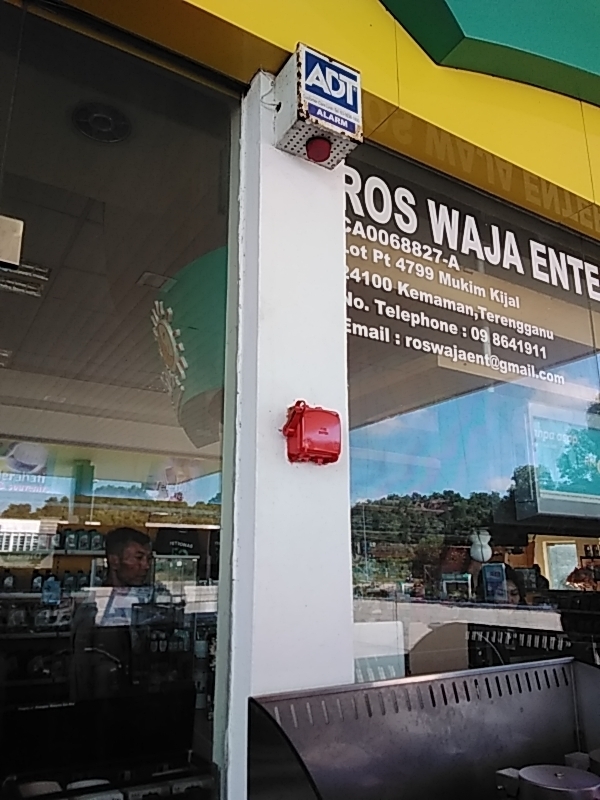 ADT
ALARM
ROS WAJA ENTE
CA0068827-A
Lot Pt 4799 Mukim Kijal
24100 Kemaman,Terengganu
No. Telephone : 09 8641911
Email : roswajaent@gmail.com